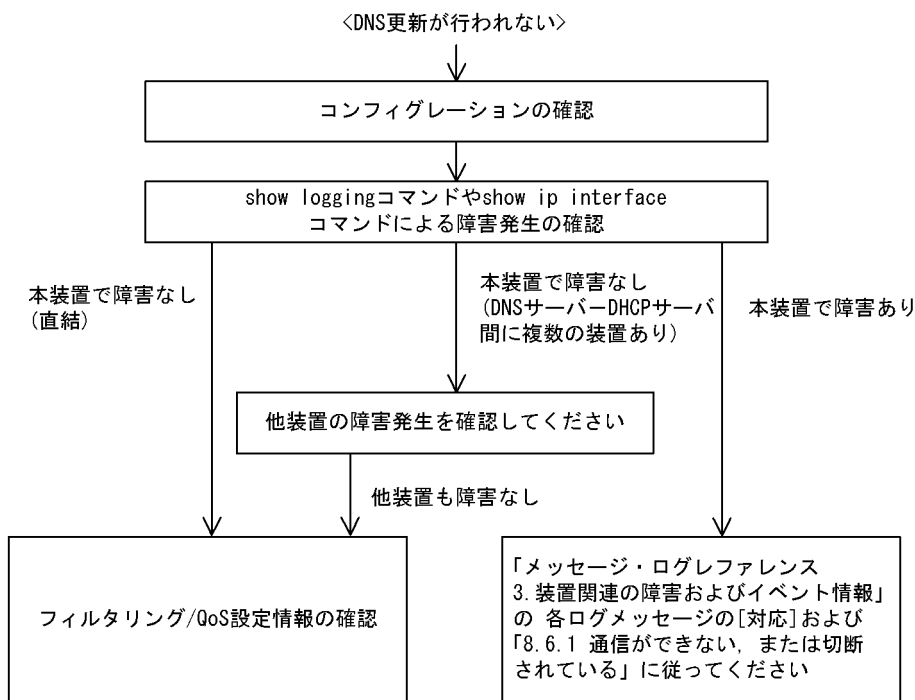 <DNS更新が行われない>
コンフィグレーションの確認
show loggingコマンドやshow ip interface
コマンドによる障害発生の確認
本装置で障害なし
(直結)
本装置で障害なし
(DNSサーバーDHCPサーバ
間に複数の装置あり)
本装置で障害あり
他装置の障害発生を確認してください
他装置も障害なし
フィルタリング/QoS設定情報の確認
「メッセージ・ログレファレンス
3.装置関連の障害およびイベント情報」
の 各ログメッセージの[対応]および
「8.6.1 通信ができない, または切断
されている」に従ってください